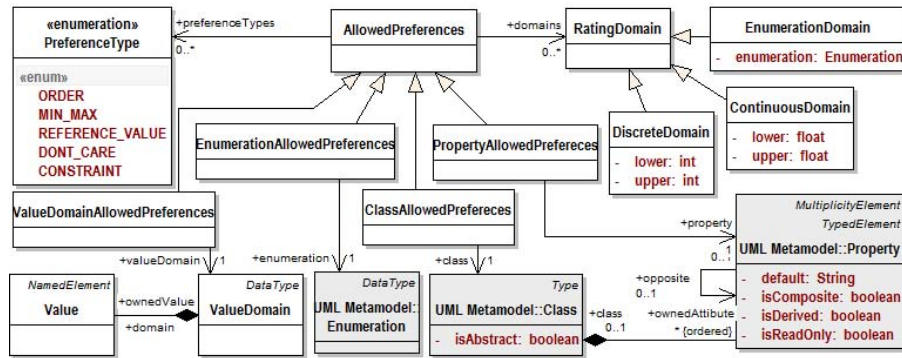 «enumeration»
PreferenceType
«enum»
ORDER
MIN_MAX
REFERENCE_VALUE
DONT_CARE
CONSTRAINT
+preferenceTypes
0..*
AllowedPreferences
+domains
0..*
RatingDomain
EnumerationDomain
- enumeration: Enumeration
DiscreteDomain
- lower: int
- upper: int
ContinuousDomain
- lower: float
- upper: float
EnumerationAllowedPreferences
PropertyAllowedPrefereces
ValueDomainAllowedPreferences
ClassAllowedPrefereces
+valueDomain
1
+enumeration
1
+class
1
+property
1
NamedElement
Value
+ownedValue
+domain
DataType
ValueDomain
DataType
UML Metamodel::
Enumeration
Type
UML Metamodel::Class
- isAbstract: boolean
+class
0..1
+ownedAttibute
* {ordered}
+opposite
0..1
0..1
MultiplicityElement
TypedElement
UML Metamodel::Property
- default: String
- isComposite: boolean
- isDerived: boolean
- isReadOnly: boolean